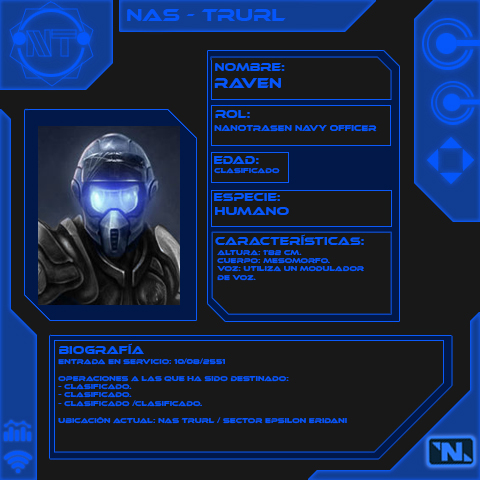 NT
NAS - TRURL
NOMBRE:
RAVEN
ROL:
NANOTRASEN NAVY OFFICER
EDAD:
CLASIFICADO
ESPECIE:
HUMANO
CARACTERÍSTICAS:
ALTURA: 188 CM.
CUERPO: MESOMORFO.
VOZ: UTILIZA UN MODULADOR
DE VOZ.
BIOGRAFÍA
ENTRADA EN SERVICIO: 10/08/2551
OPERACIONES A LAS QUE HA SIDO DESTINADO:
- CLASIFICADO.
- CLASIFICADO.
- CLASIFICADO /CLASIFICADO.
UBICACIÓN ACTUAL: NAS TRURL / SECTOR EPSILON ERIDANI
N